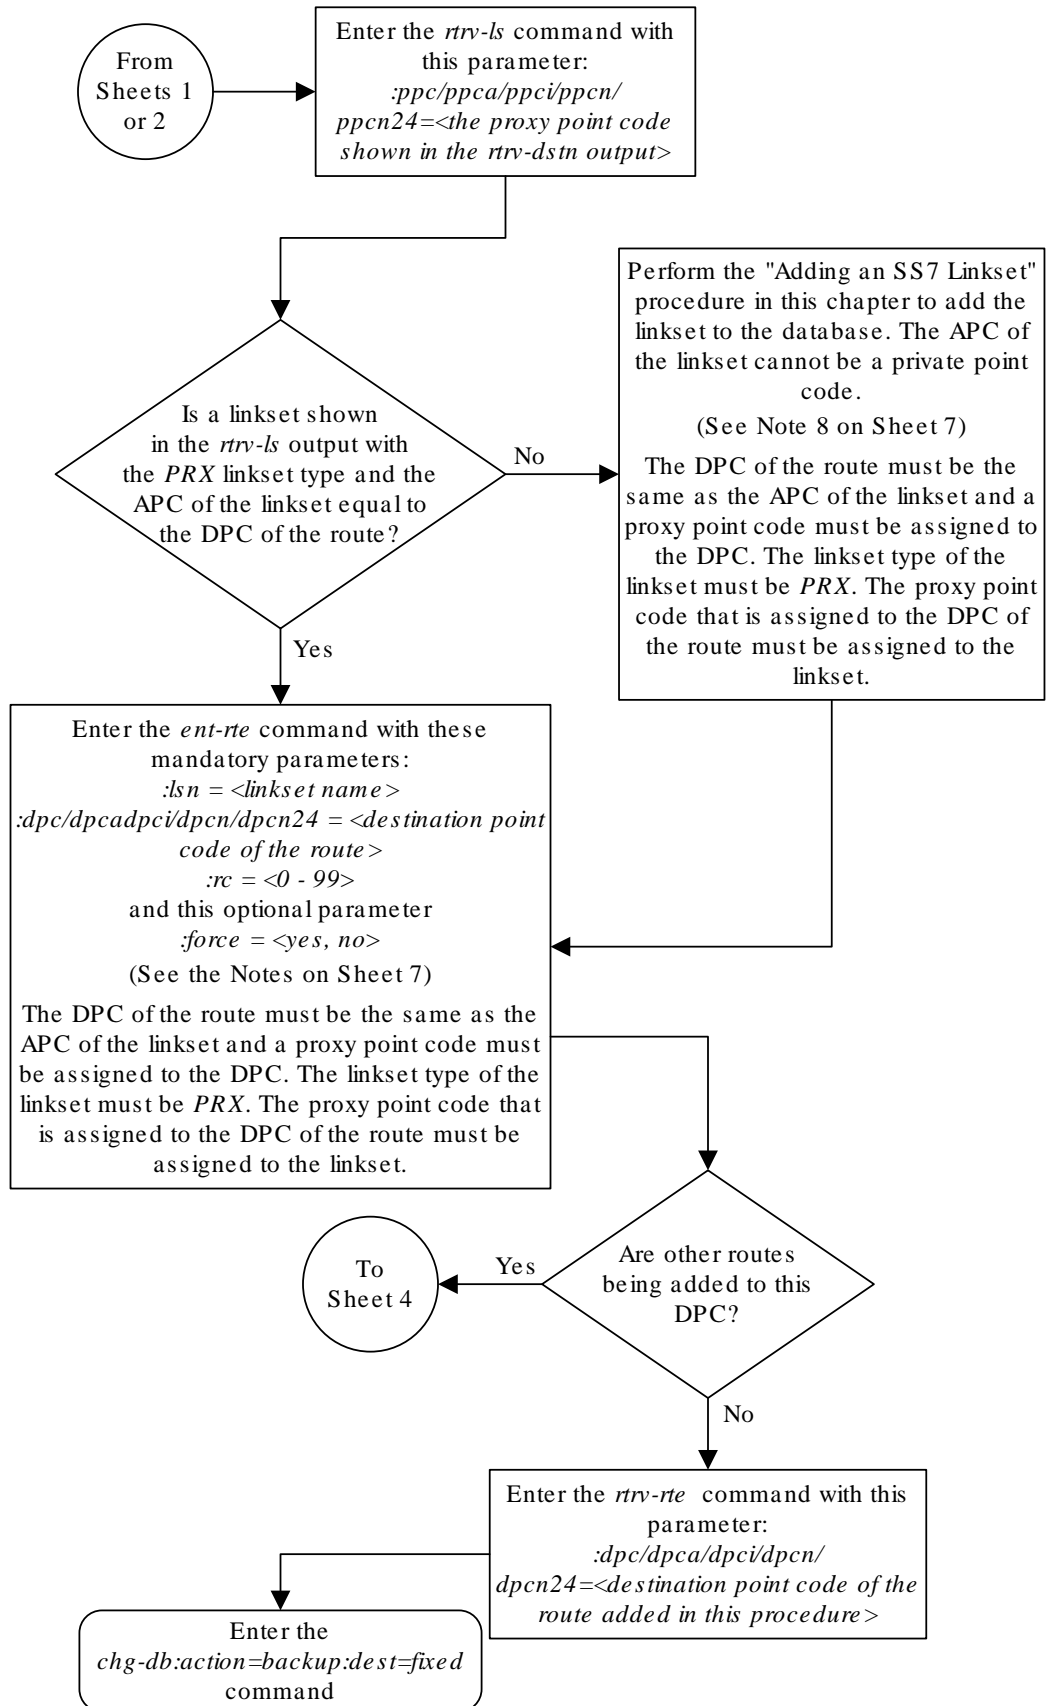 From
Sheets 1
or 2
Enter the rtrv-ls command with
this parameter:
:ppc/ppca/ppci/ppcn/
ppcn24=<the proxy point code
shown in the rtrv-dstn output>
Is a linkset shown
in the rtrv-ls output with
the PRX linkset type and the
APC of the linkset equal to
the DPC of the route?
No
Perform the "Adding an SS7 Linkset"
procedure in this chapter to add the
linkset to the database. The APC of
the linkset cannot be a private point
code.
(See Note 8 on Sheet 7)
The DPC of the route must be the
same as the APC of the linkset and a
proxy point code must be assigned to
the DPC. The linkset type of the
linkset must be PRX. The proxy point
code that is assigned to the DPC of
the route must be assigned to the
linkset.
Yes
Enter the ent-rte command with these
mandatory parameters:
:lsn = <linkset name>
:dpc/dpcadpci/dpcn/dpcn24 = <destination point
code of the route>
:rc = <0 - 99>
and this optional parameter
:force = <yes, no>
(See the Notes on Sheet 7)
The DPC of the route must be the same as the
APC of the linkset and a proxy point code must
be assigned to the DPC. The linkset type of the
linkset must be PRX. The proxy point code that
is assigned to the DPC of the route must be
assigned to the linkset.
Are other routes
being added to this
DPC?
Yes
To
Sheet 4
No
Enter the rtrv-rte command with this
parameter:
:dpc/dpca/dpci/dpcn/
dpcn24=<destination point code of the
route added in this procedure>
Enter the
chg-db:action=backup:dest=fixed
command